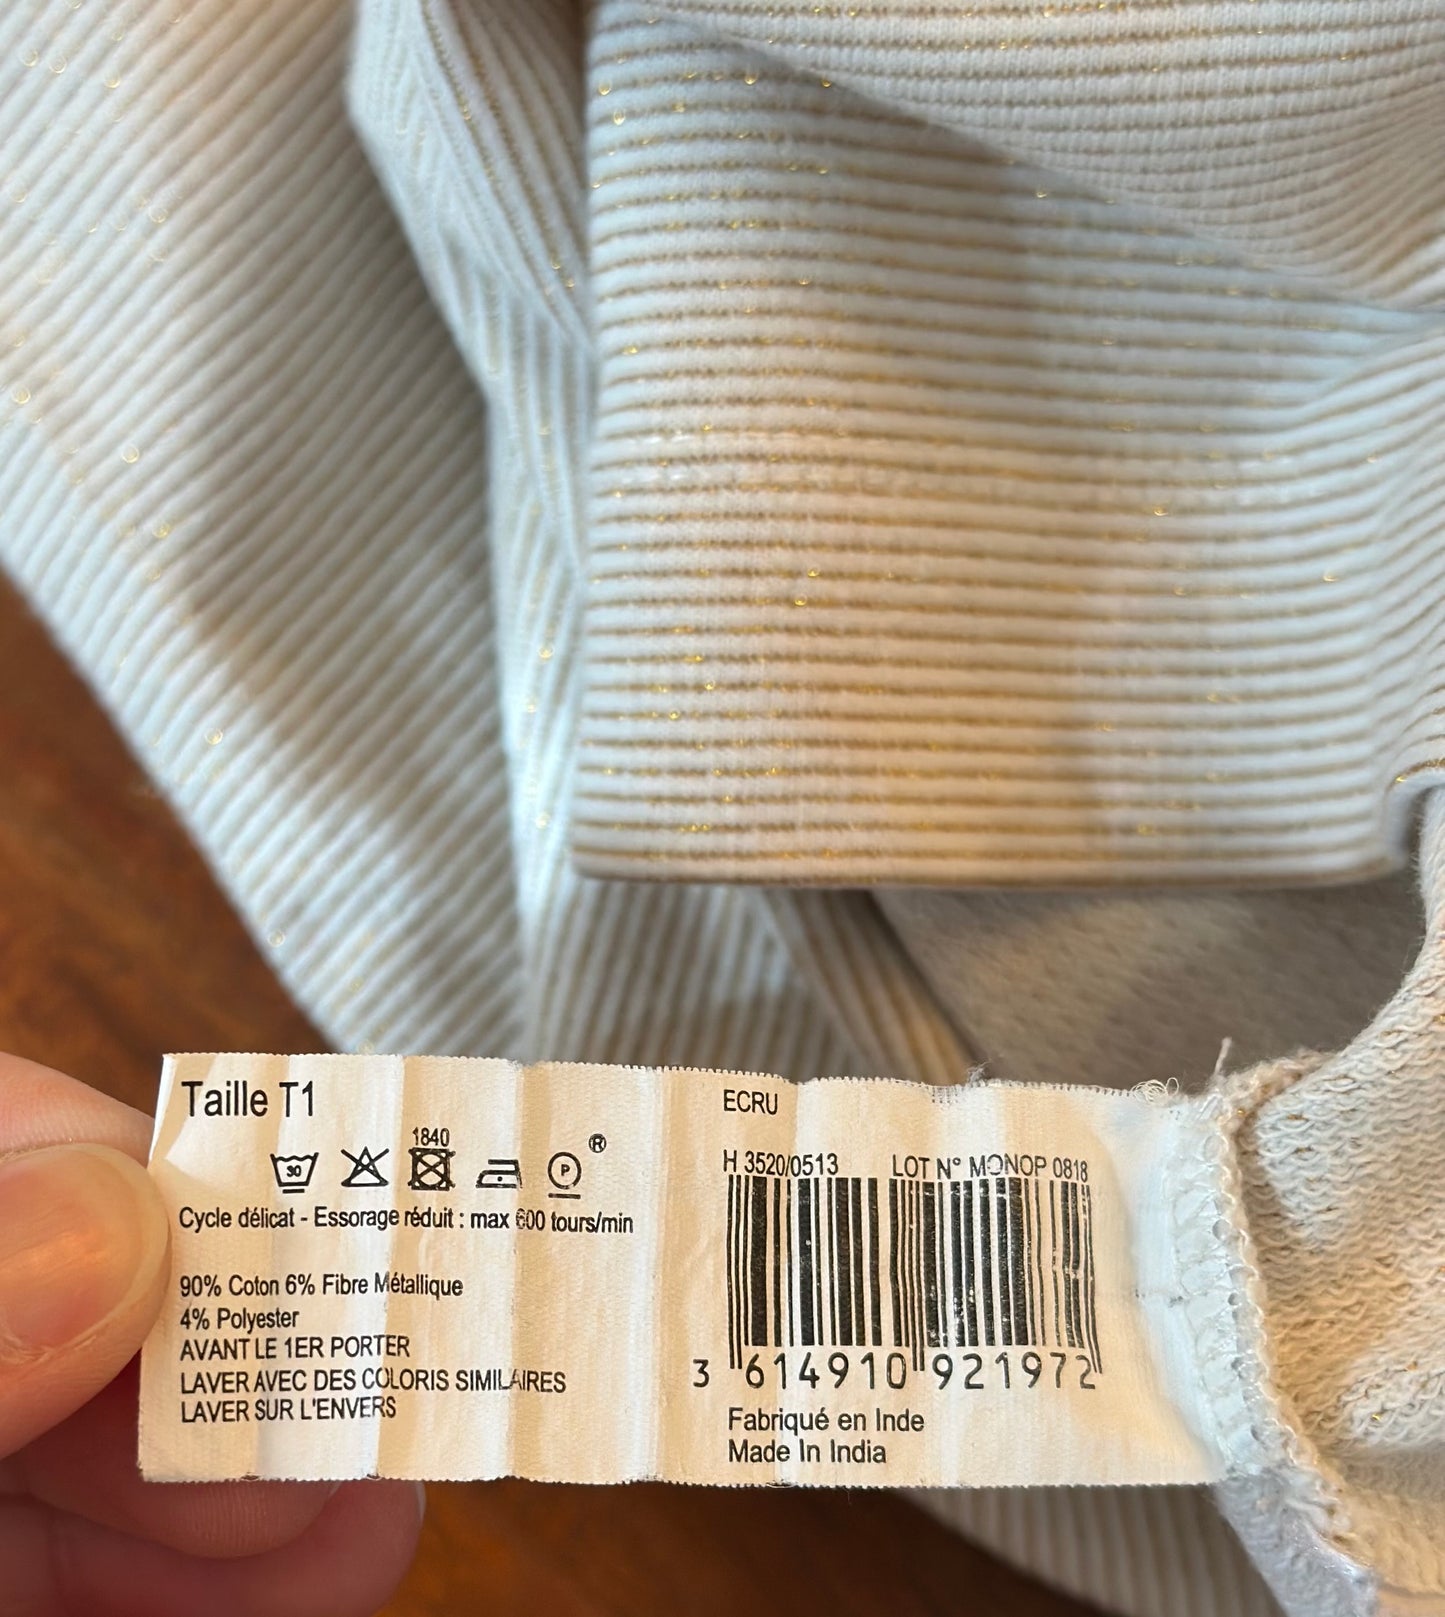 Taille T1
1840
30
P
®
Cycle délicat - Essorage réduit : max 600 tours/min
90% Coton 6% Fibre Métallique
4% Polyester
AVANT LE 1ER PORTER
LAVER AVEC DES COLORIS SIMILAIRES
LAVER SUR L'ENVERS
ECRU
H 3520/0513 LOT N° MONOP 0818
3 614910 921972
Fabriqué en Inde
Made In India